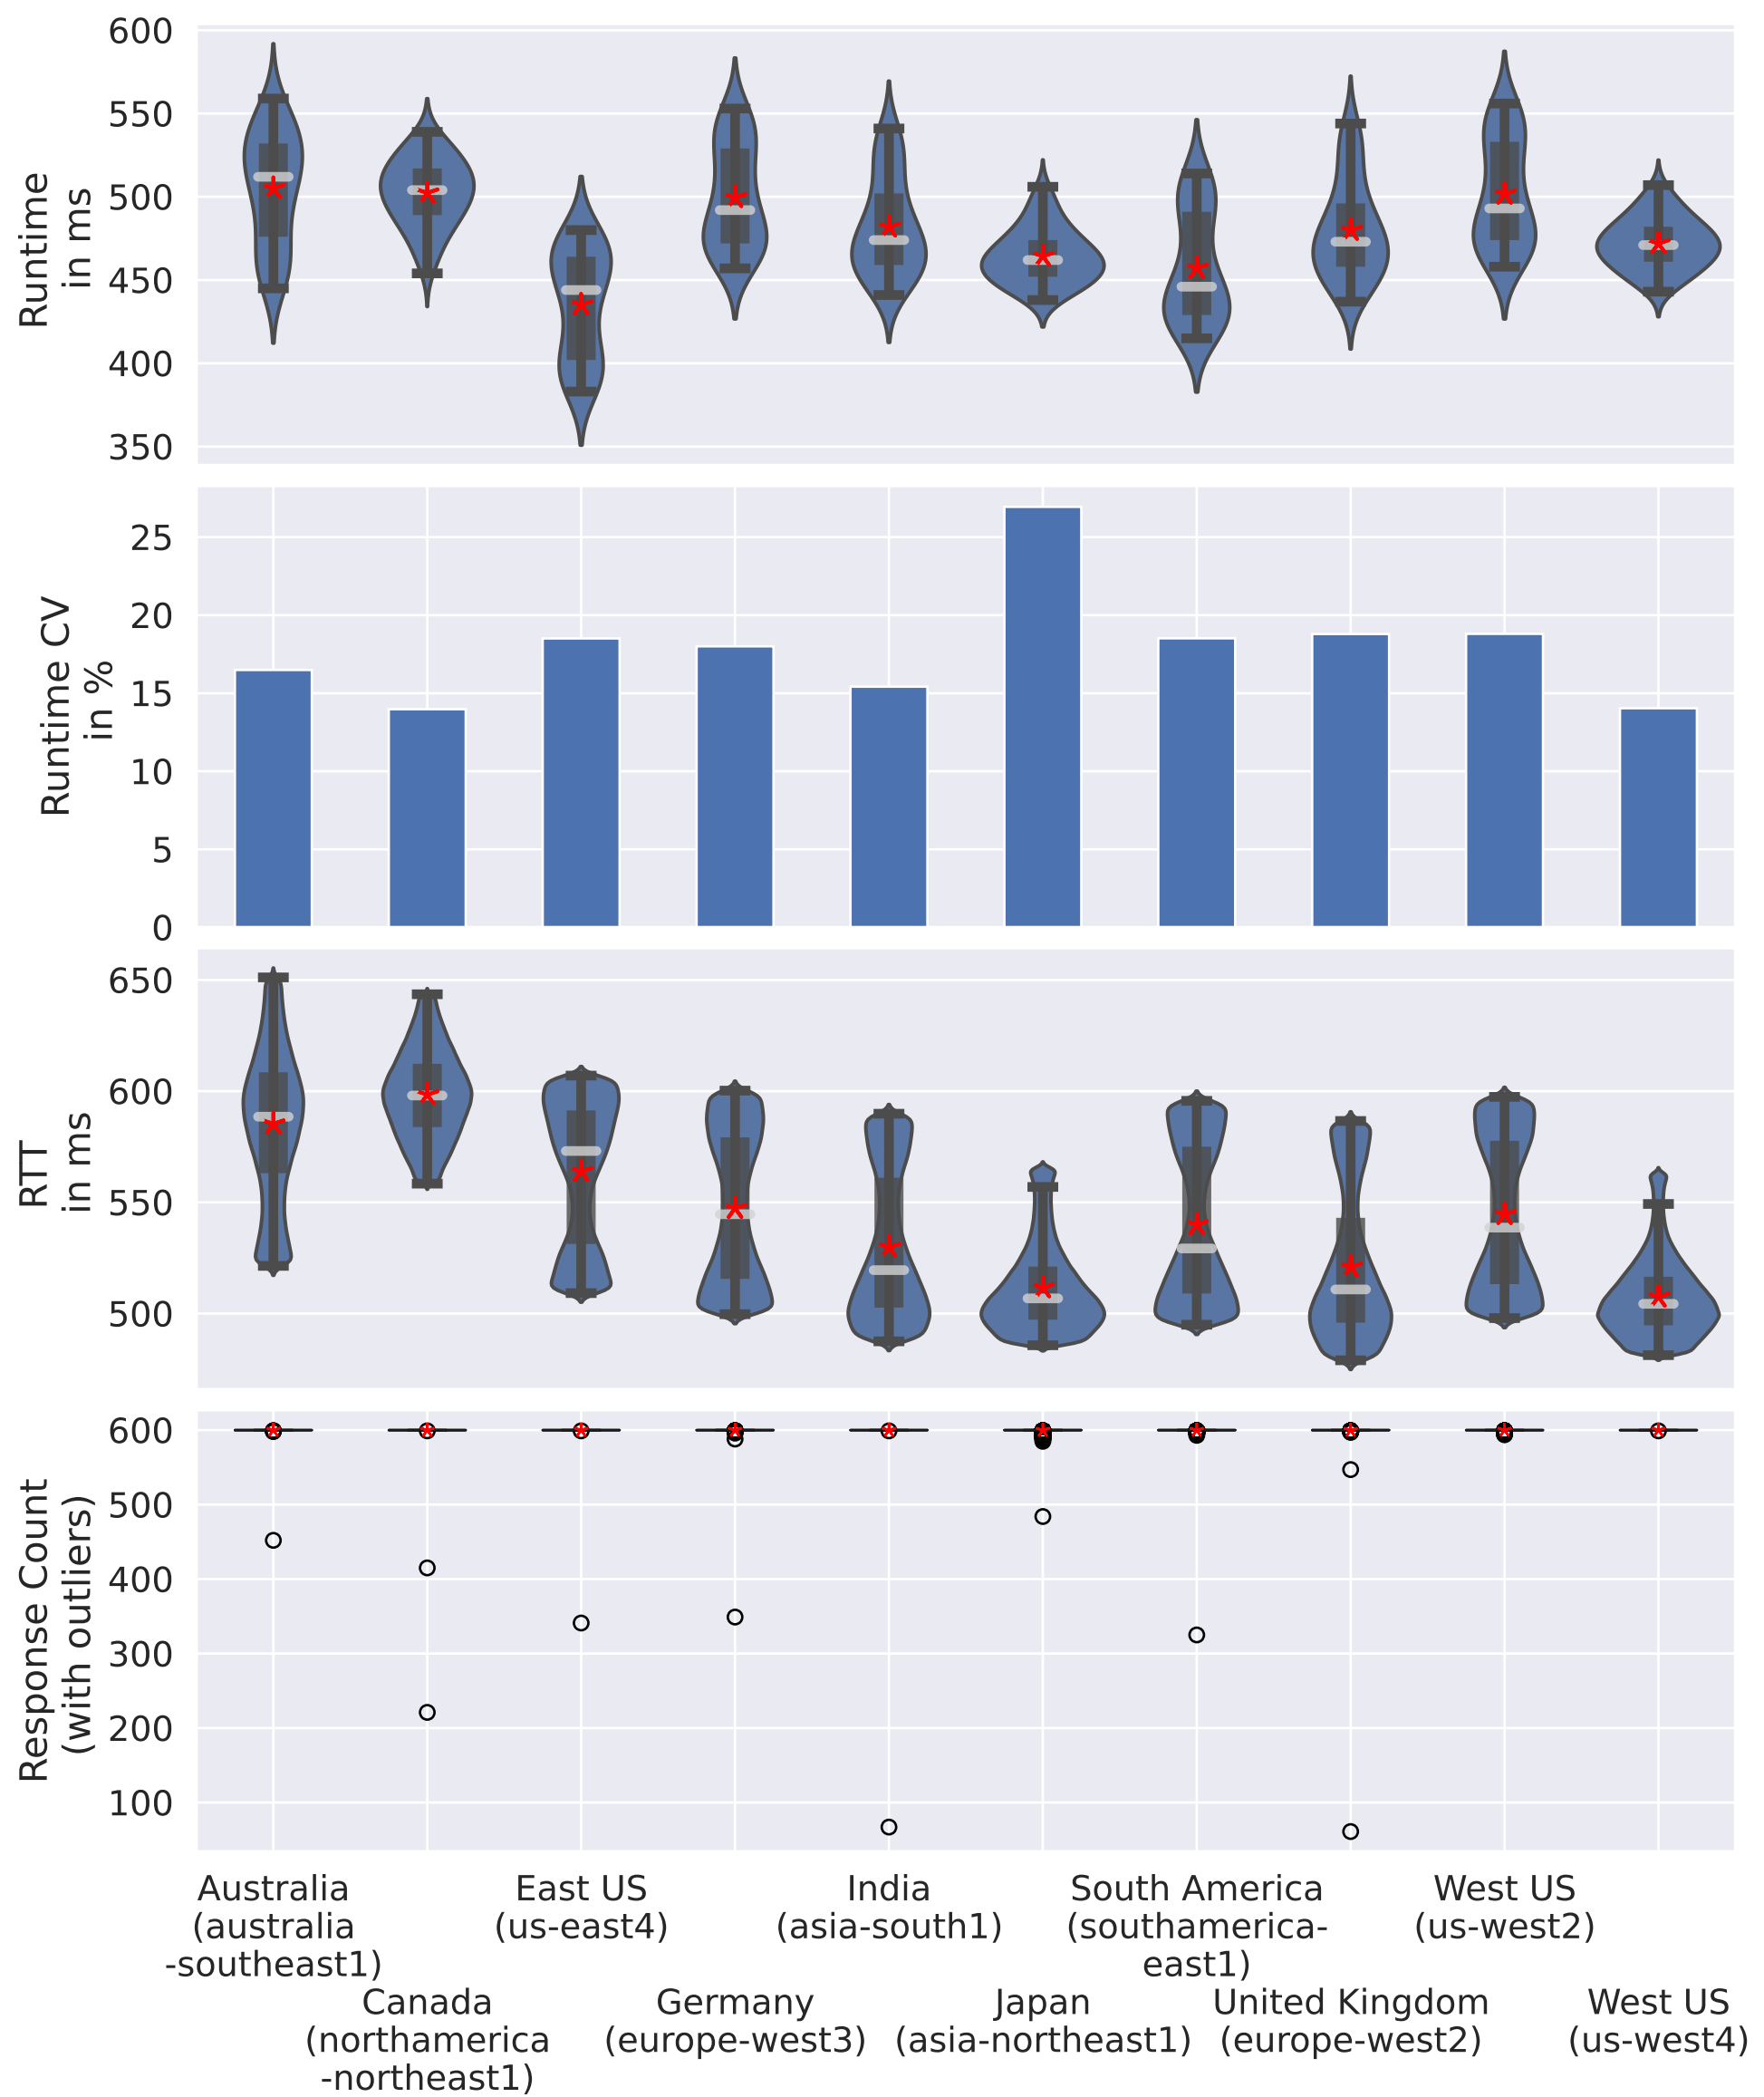 600
550
500
450
400
350
Runtime
in ms
25
20
15
10
5
0
Runtime CV
in %
650
600
550
500
RTT
in ms
600
500
400
300
200
100
Response Count
(with outliers)
Australia
(australia
-southeast1)
Canada
(northamerica
-northeast1)
East US
(us-east4)
Germany
(europe-west3)
India
(asia-south1)
Japan
(asia-northeast1)
South America
(southamerica-
east1)
United Kingdom
(europe-west2)
West US
(us-west2)
West US
(us-west4)